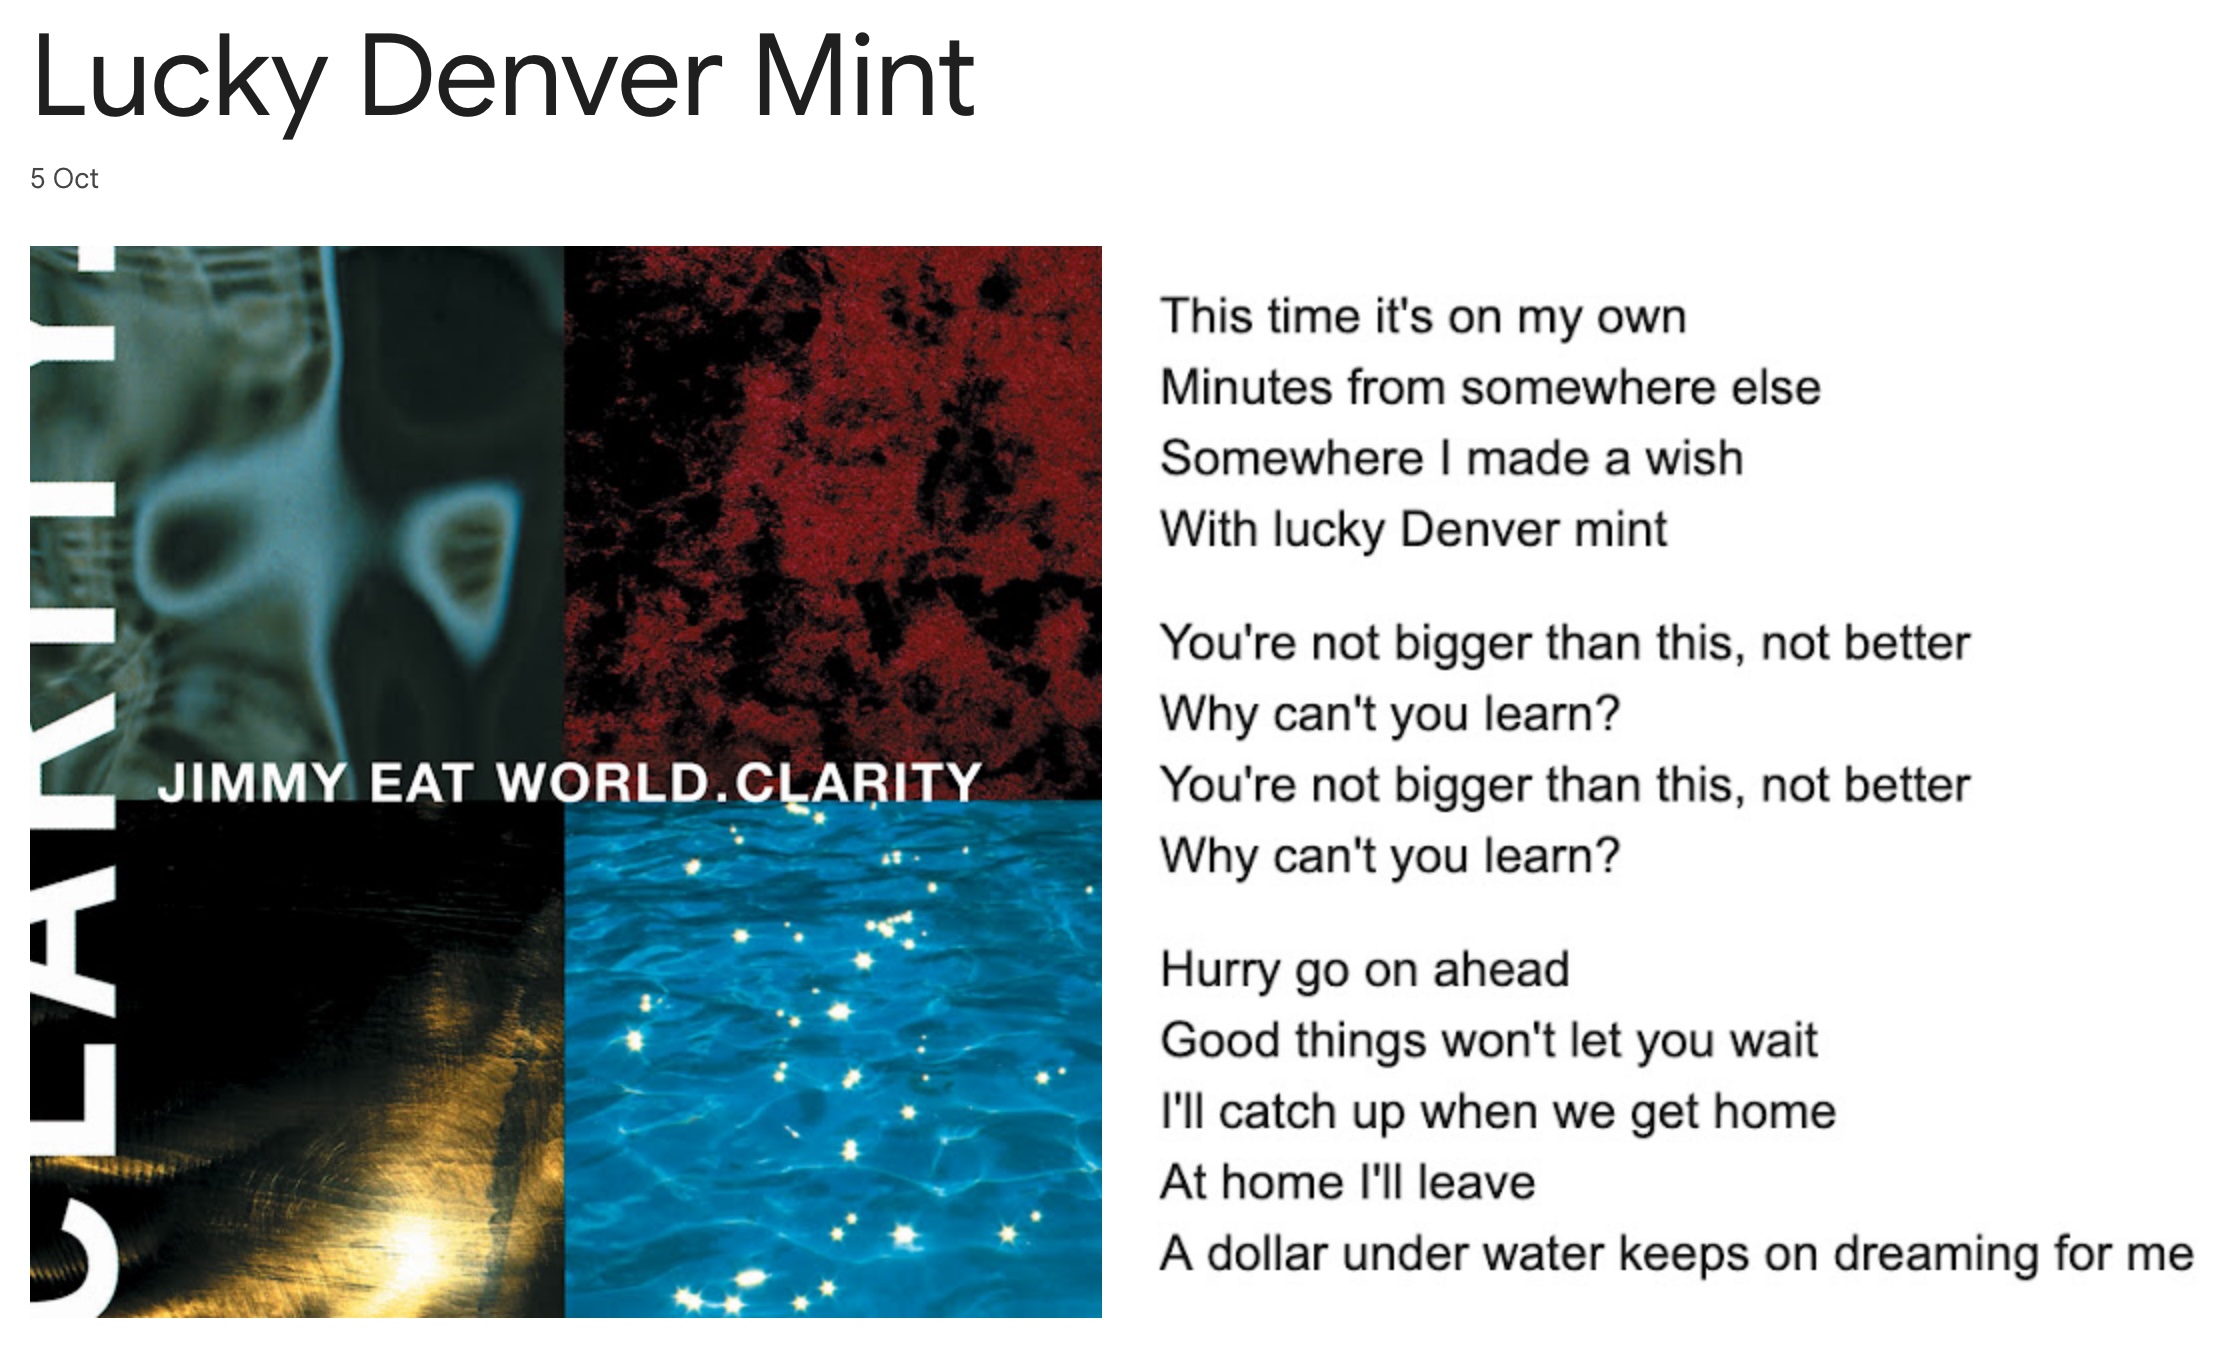 Lucky Denver Mint
5 Oct
CLARITY.
JIMMY EAT WORLD.CLARITY
This time it's on my own
Minutes from somewhere else
Somewhere I made a wish
With lucky Denver mint
You're not bigger than this, not better
Why can't you learn?
You're not bigger than this, not better
Why can't you learn?
Hurry go on ahead
Good things won't let you wait
I'll catch up when we get home
At home I'll leave
A dollar under water keeps on dreaming for me